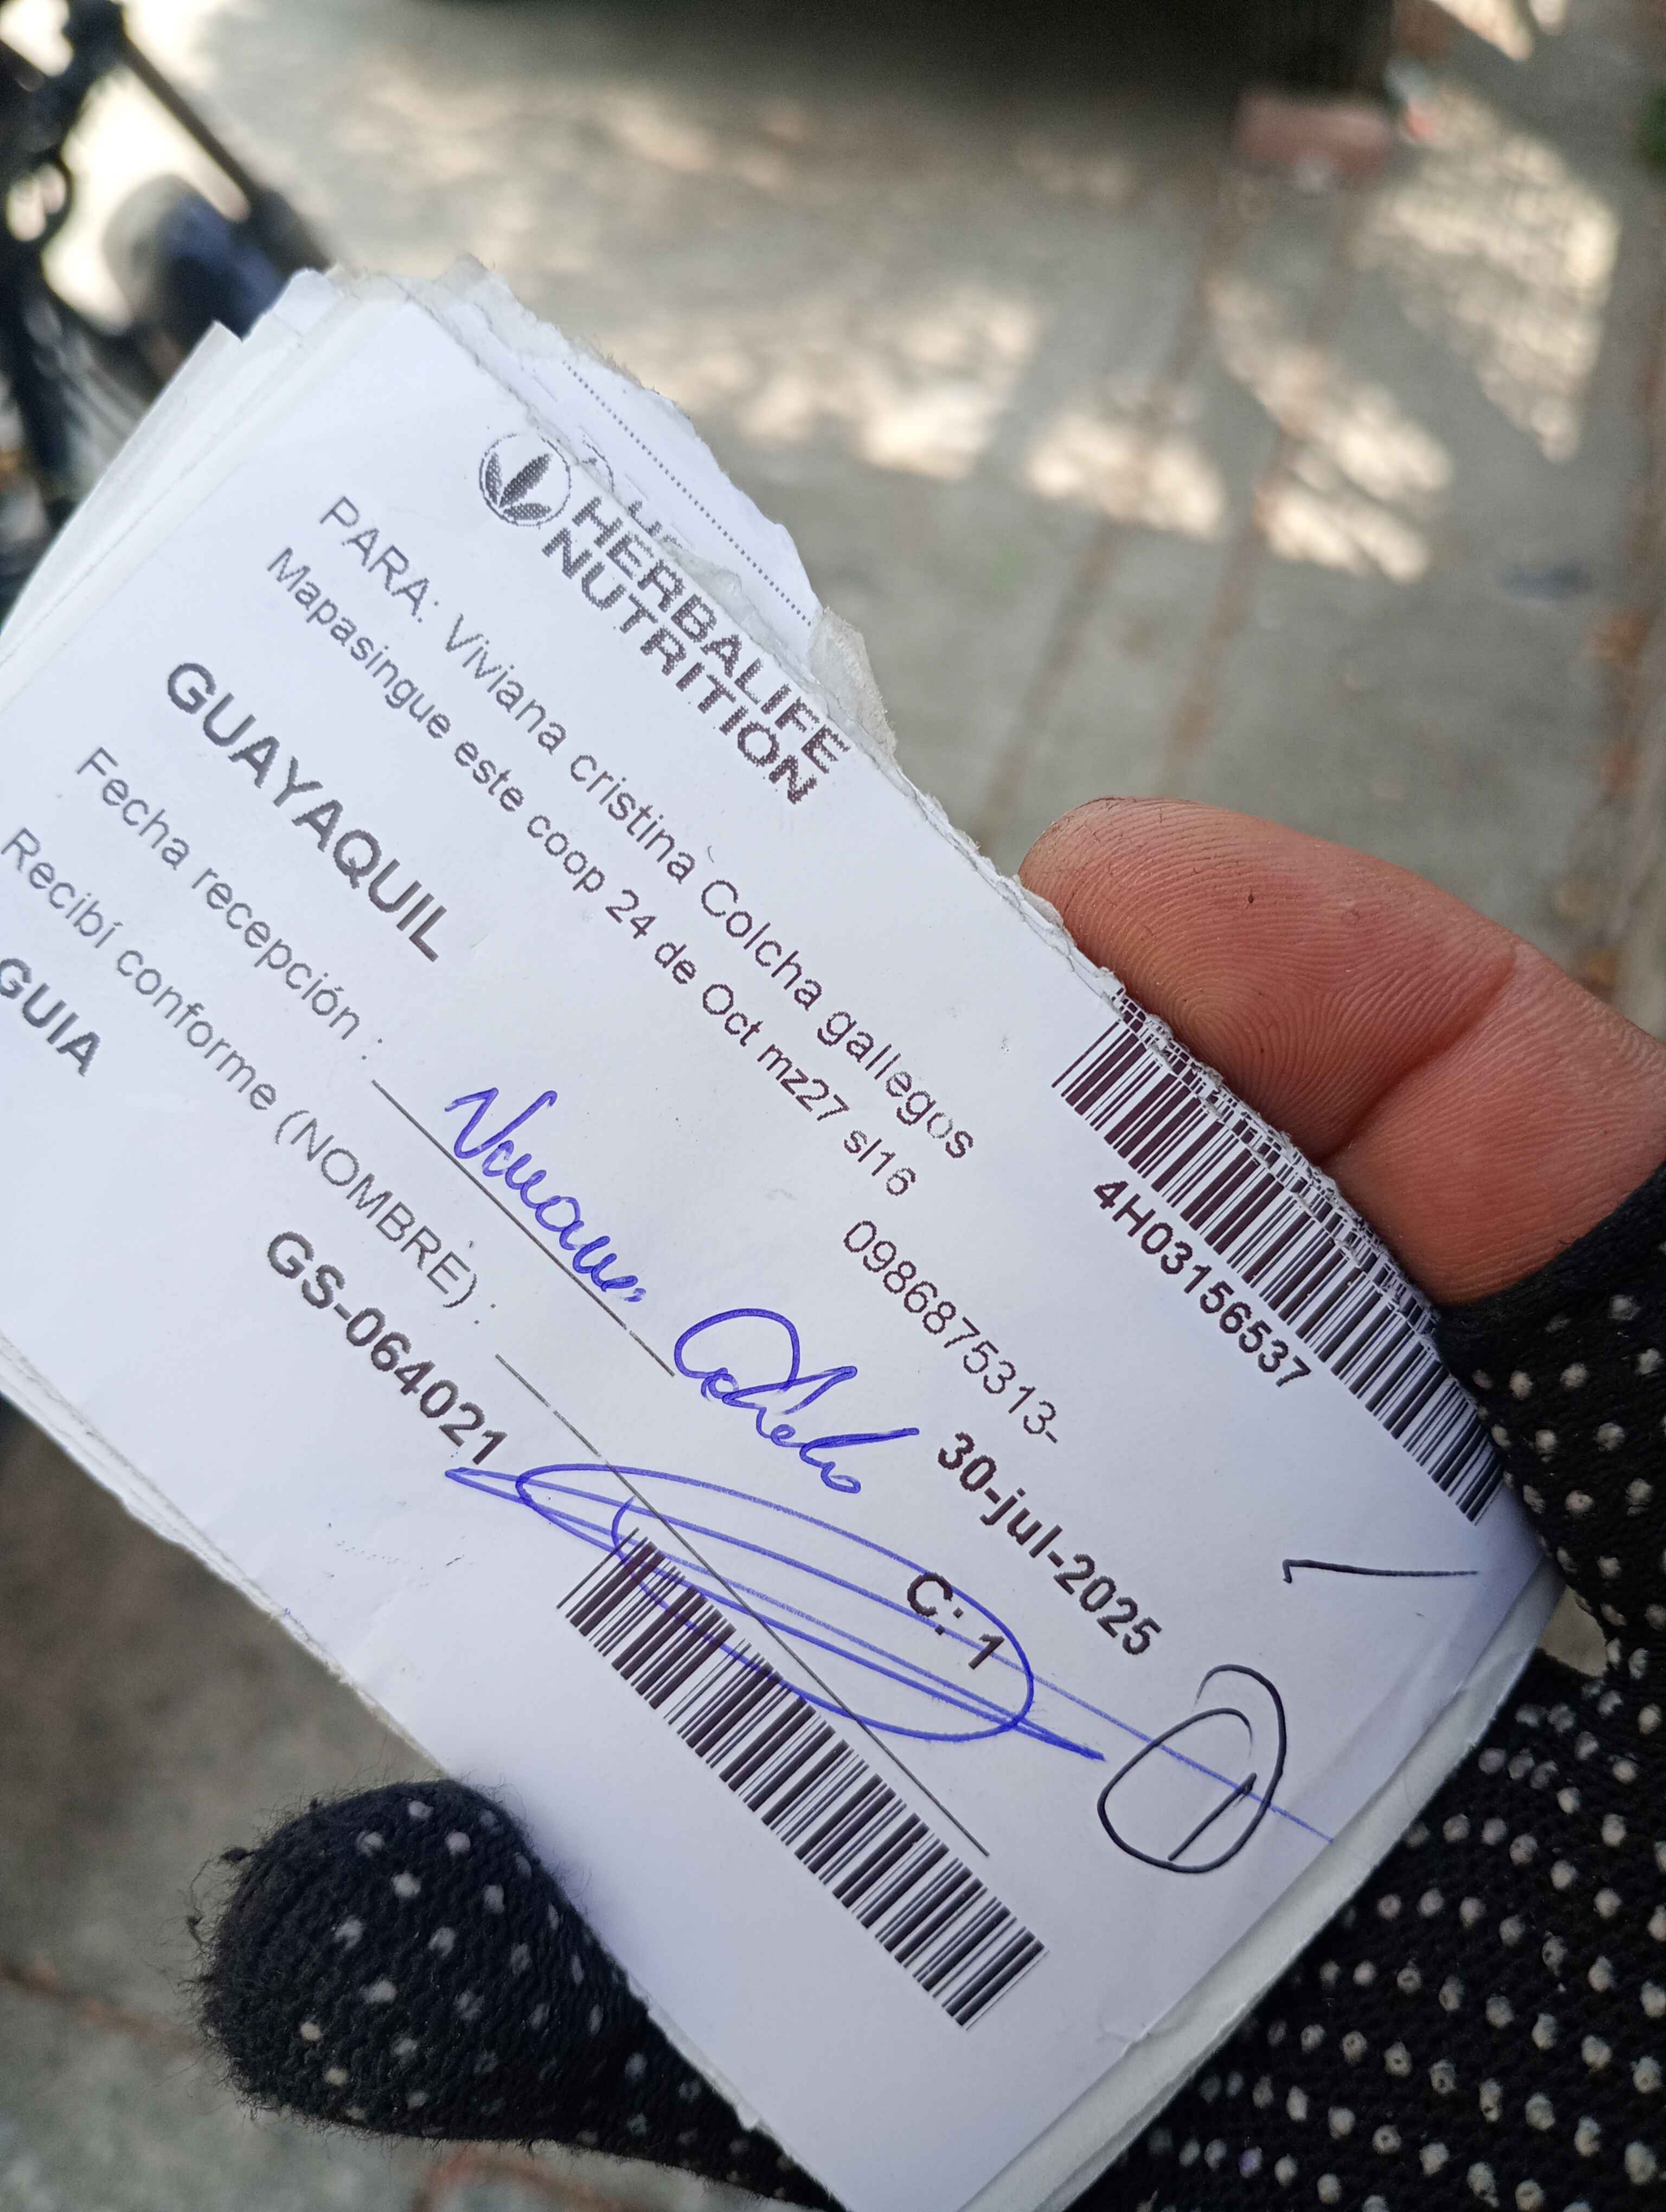 HERBALIFE
NUTRITION
4H03156537
PARA: Viviana cristina Colcha gallegos
Mapasingue este coop 24 de Oct mz27 sl16
0986875313-
GUAYAQUIL
30-jul-2025
Fecha recepción :
C: 1
Recibí conforme (NOMBRE) :
1
GUIA
GS-064021